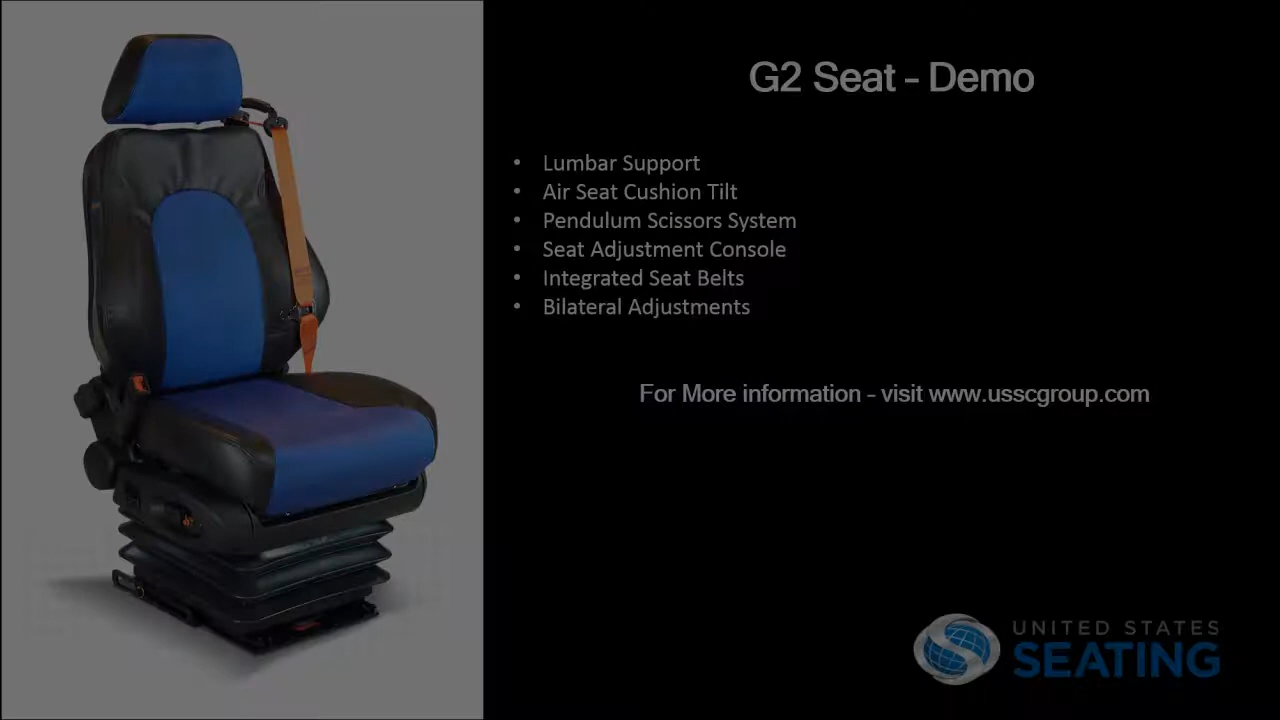 G2 Seat – Demo
• Lumbar Support
• Air Seat Cushion Tilt
• Pendulum Scissors System
• Seat Adjustment Console
• Integrated Seat Belts
• Bilateral Adjustments
For More information – visit www.usscgroup.com
UNITED STATES
SEATING